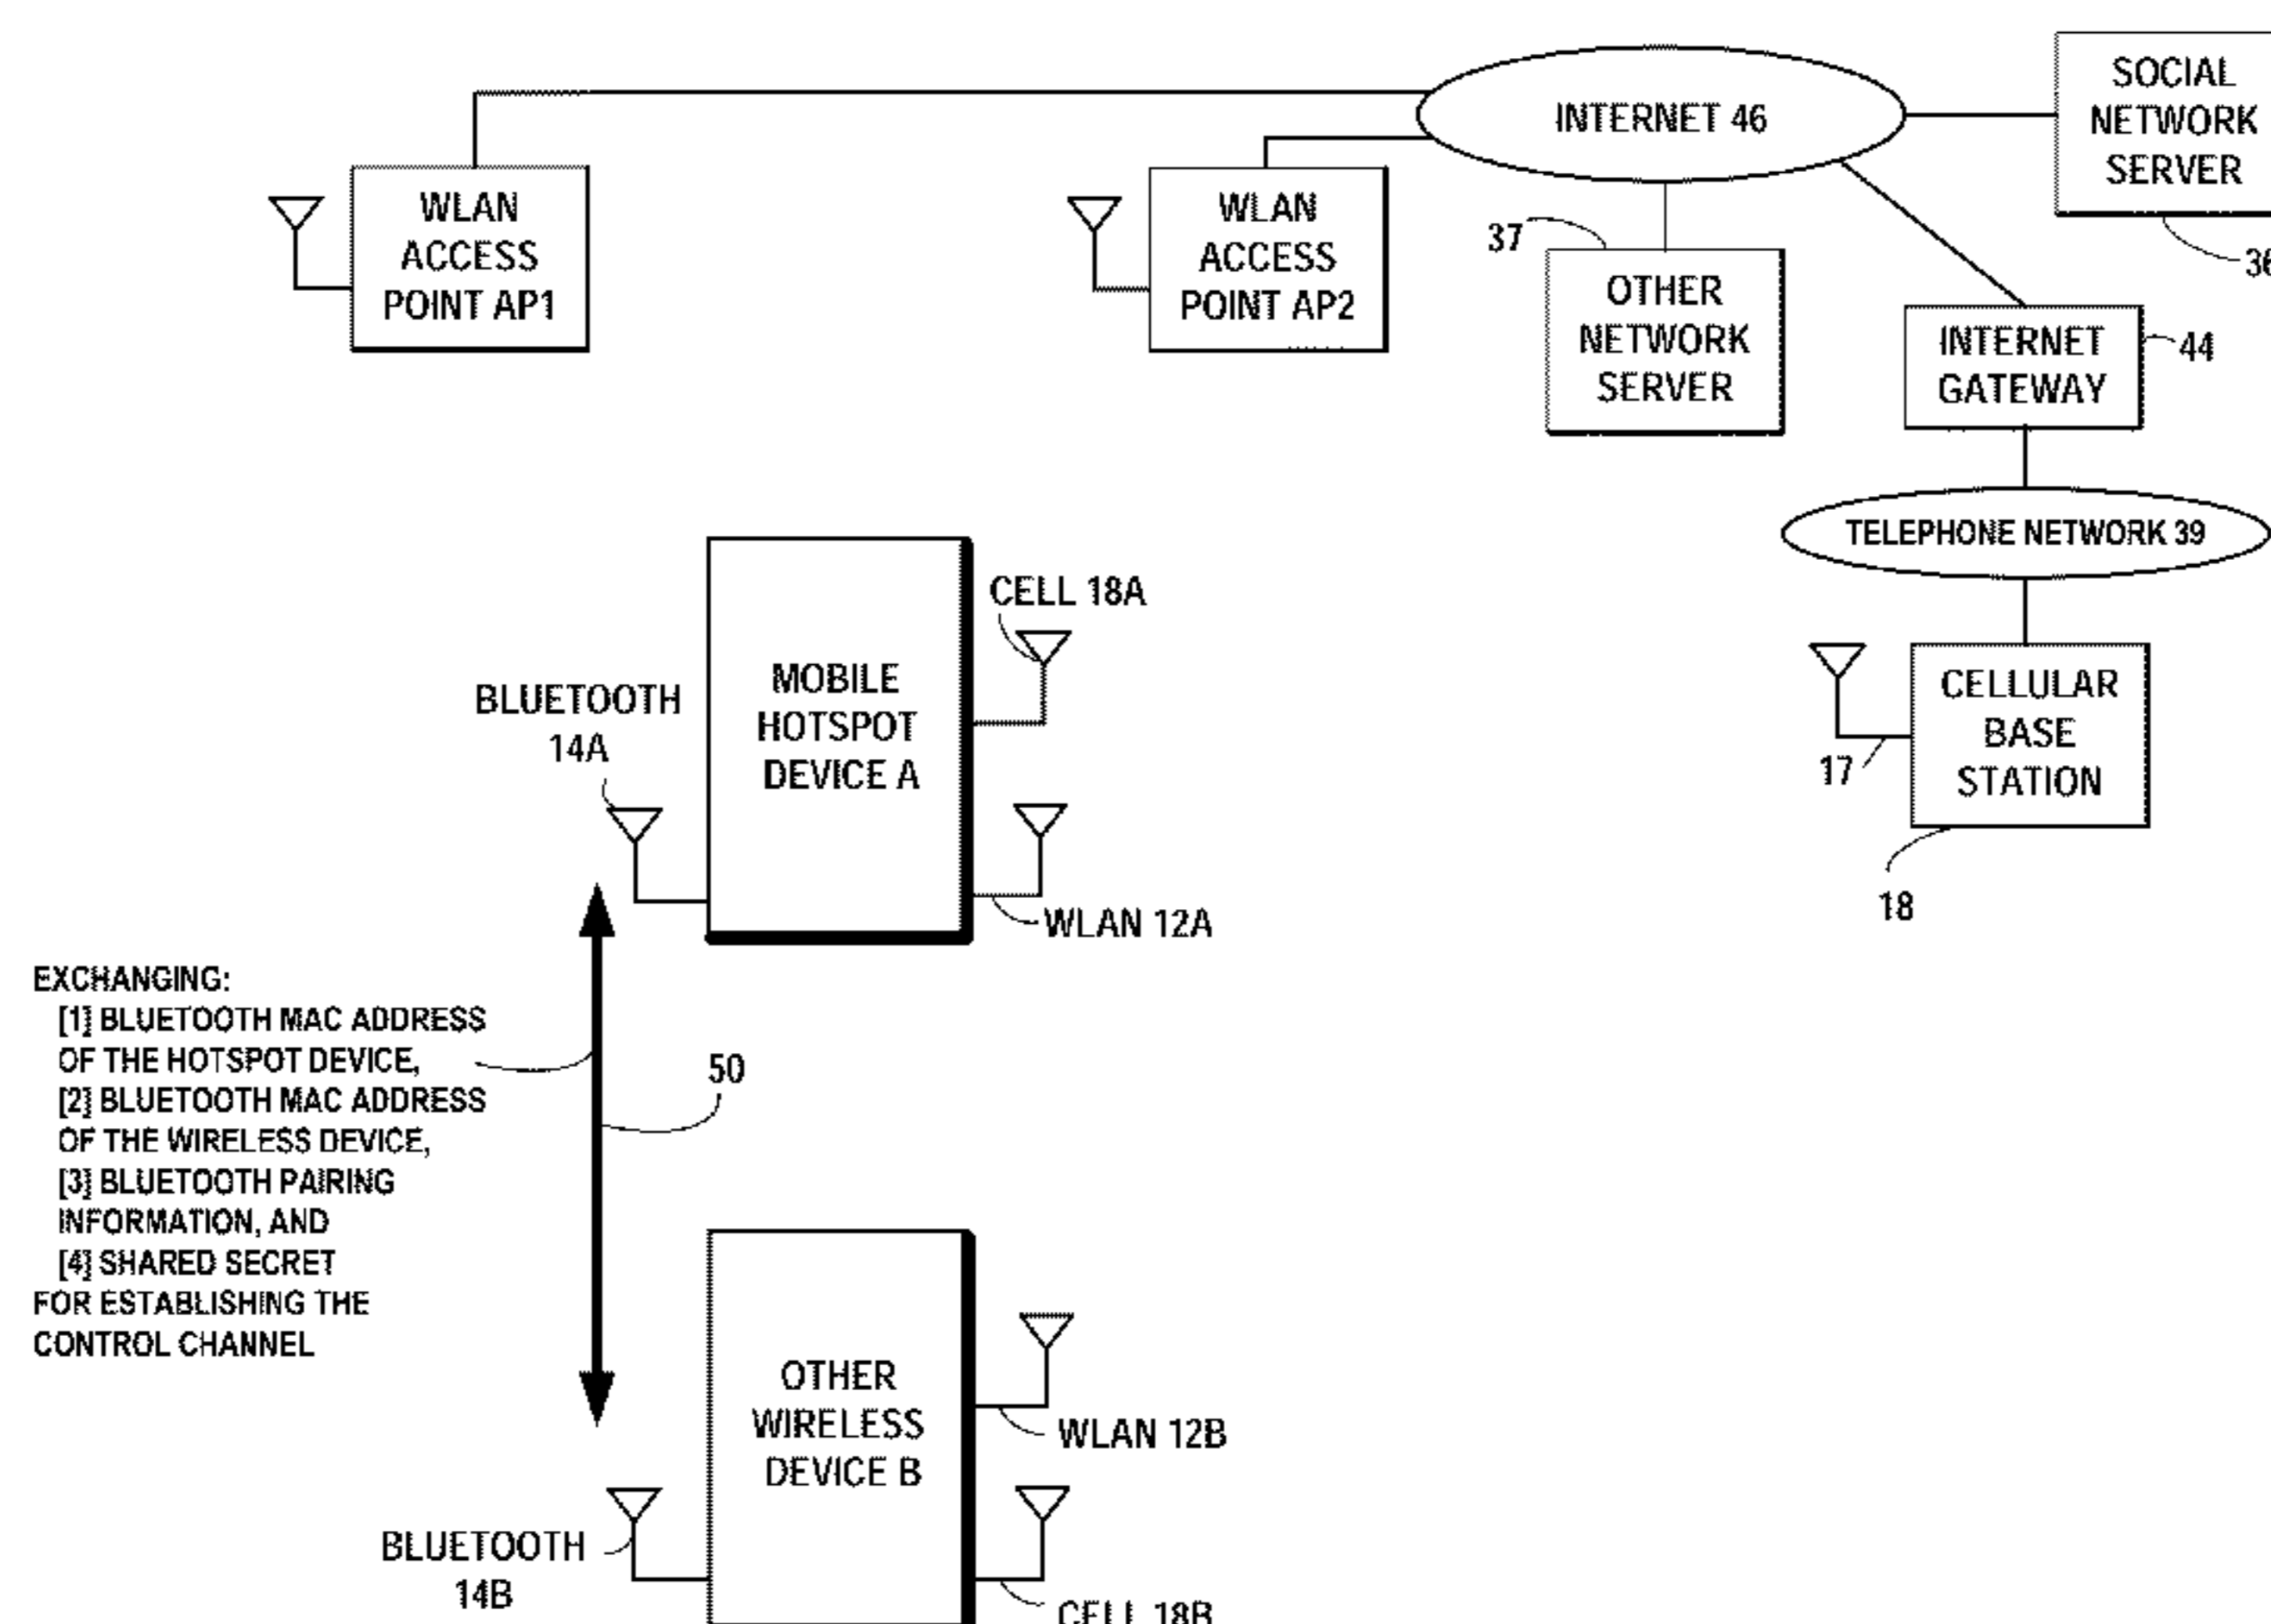 SOCIAL
NETWORK
SERVER
36
INTERNET 46
WLAN
ACCESS
POINT AP1
WLAN
ACCESS
POINT AP2
37
OTHER
NETWORK
SERVER
INTERNET
GATEWAY
44
TELEPHONE NETWORK 39
CELLULAR
BASE
STATION
17
18
MOBILE
HOTSPOT
DEVICE A
CELL 18A
BLUETOOTH
14A
WLAN 12A
EXCHANGING:
[1] BLUETOOTH MAC ADDRESS
OF THE HOTSPOT DEVICE,
[2] BLUETOOTH MAC ADDRESS
OF THE WIRELESS DEVICE,
[3] BLUETOOTH PAIRING
INFORMATION, AND
[4] SHARED SECRET
FOR ESTABLISHING THE
CONTROL CHANNEL
50
OTHER
WIRELESS
DEVICE B
WLAN 12B
BLUETOOTH
14B
CELL 18B